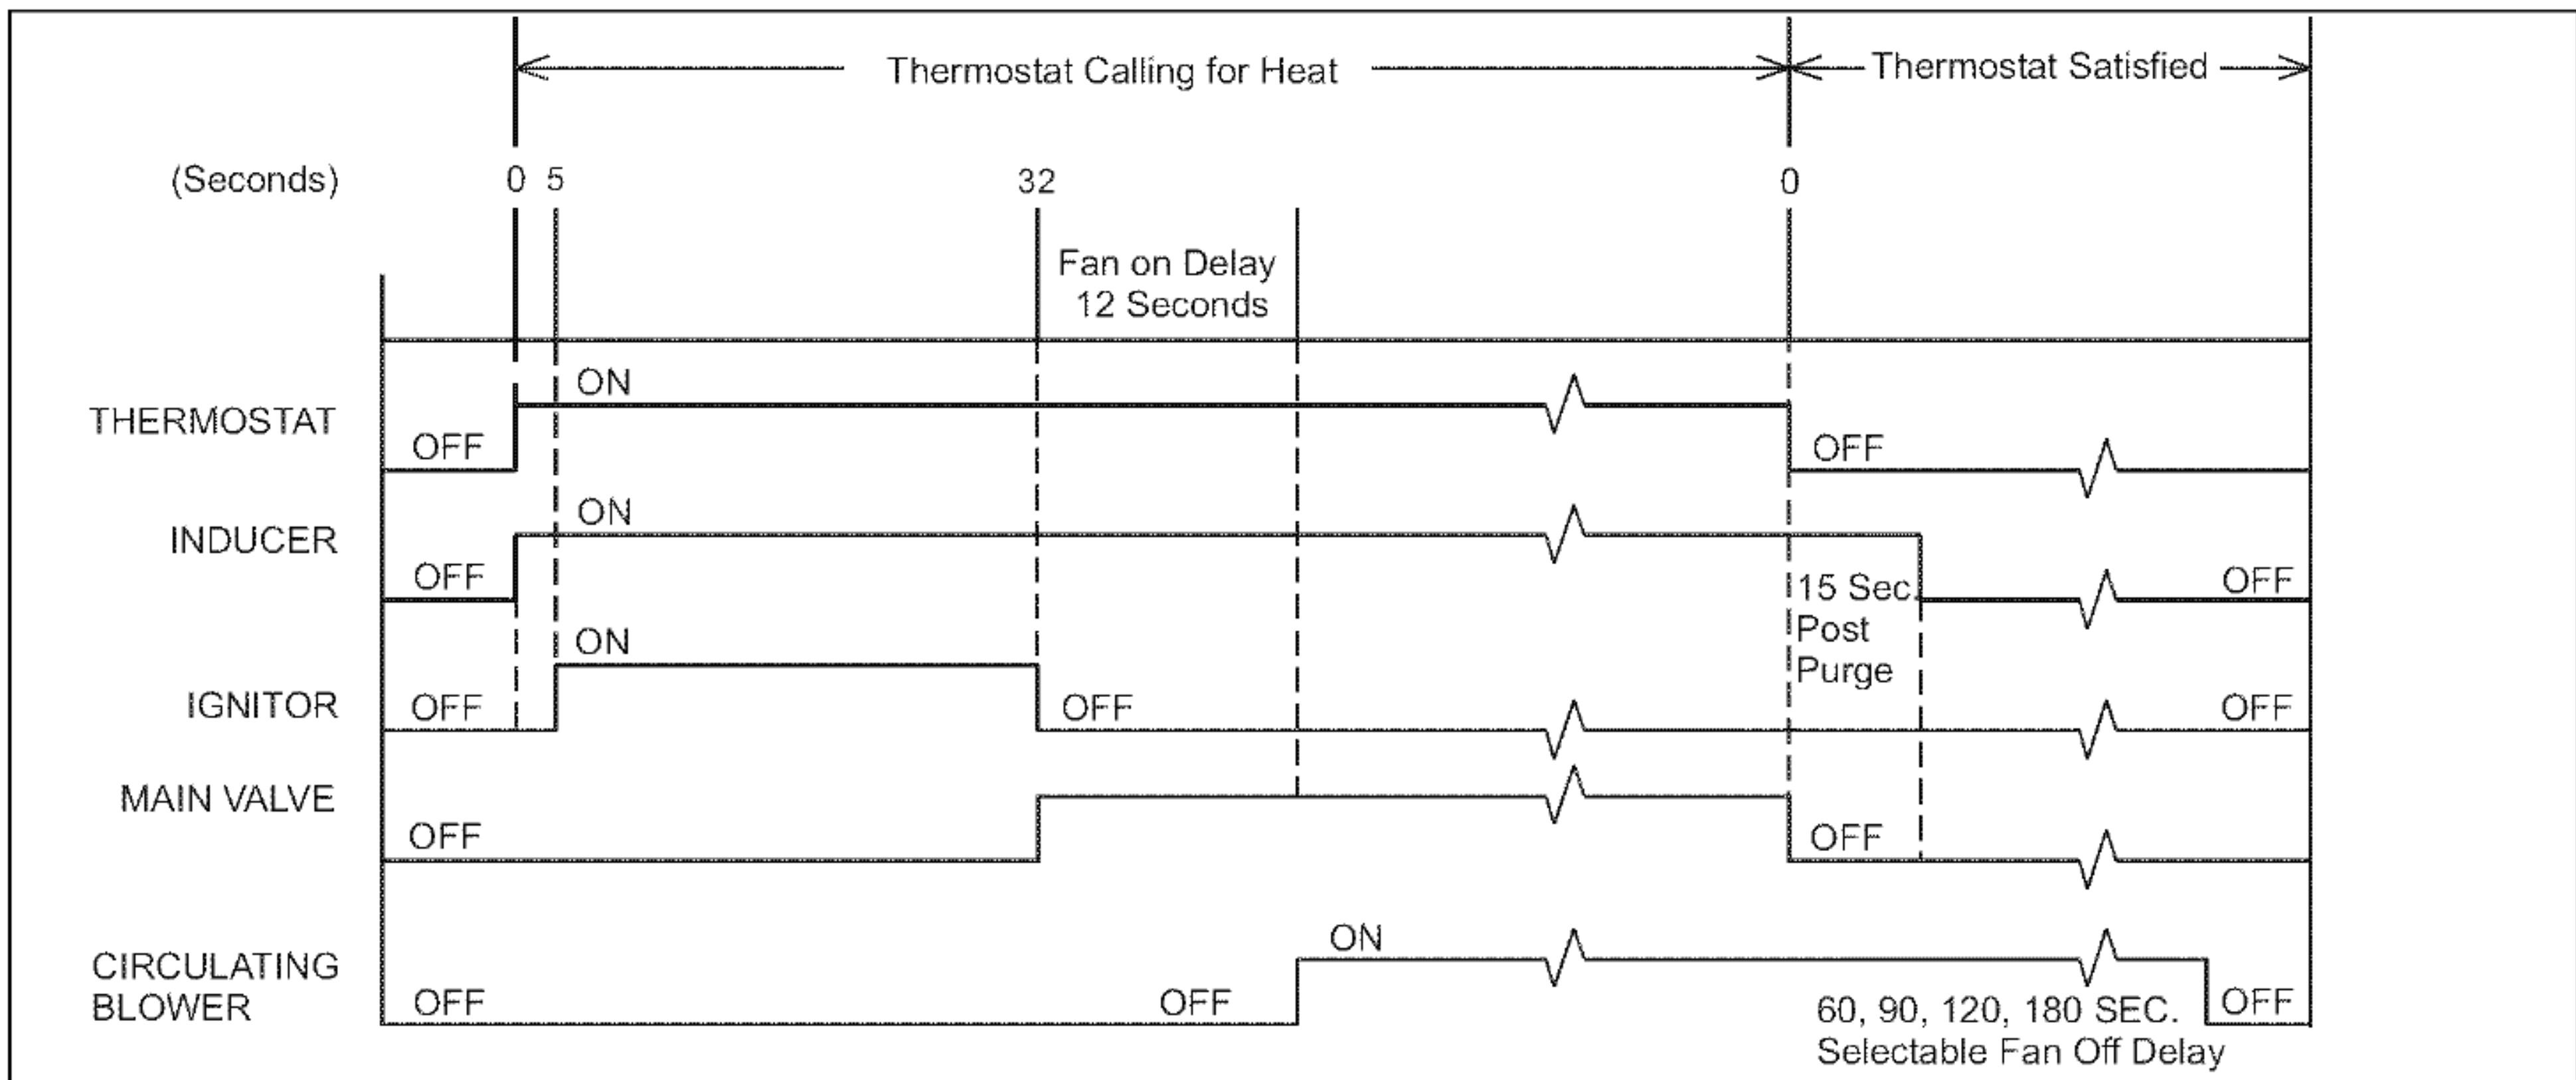 Thermostat Calling for Heat
Thermostat Satisfied
(Seconds)
0 5 32 0
Fan on Delay
12 Seconds
THERMOSTAT
OFF
ON
OFF
INDUCER
OFF
ON
15 Sec.
Post
Purge
OFF
IGNITOR
OFF
ON
OFF
OFF
MAIN VALVE
OFF
OFF
CIRCULATING
BLOWER
OFF
OFF
ON
60, 90, 120, 180 SEC.
Selectable Fan Off Delay
OFF